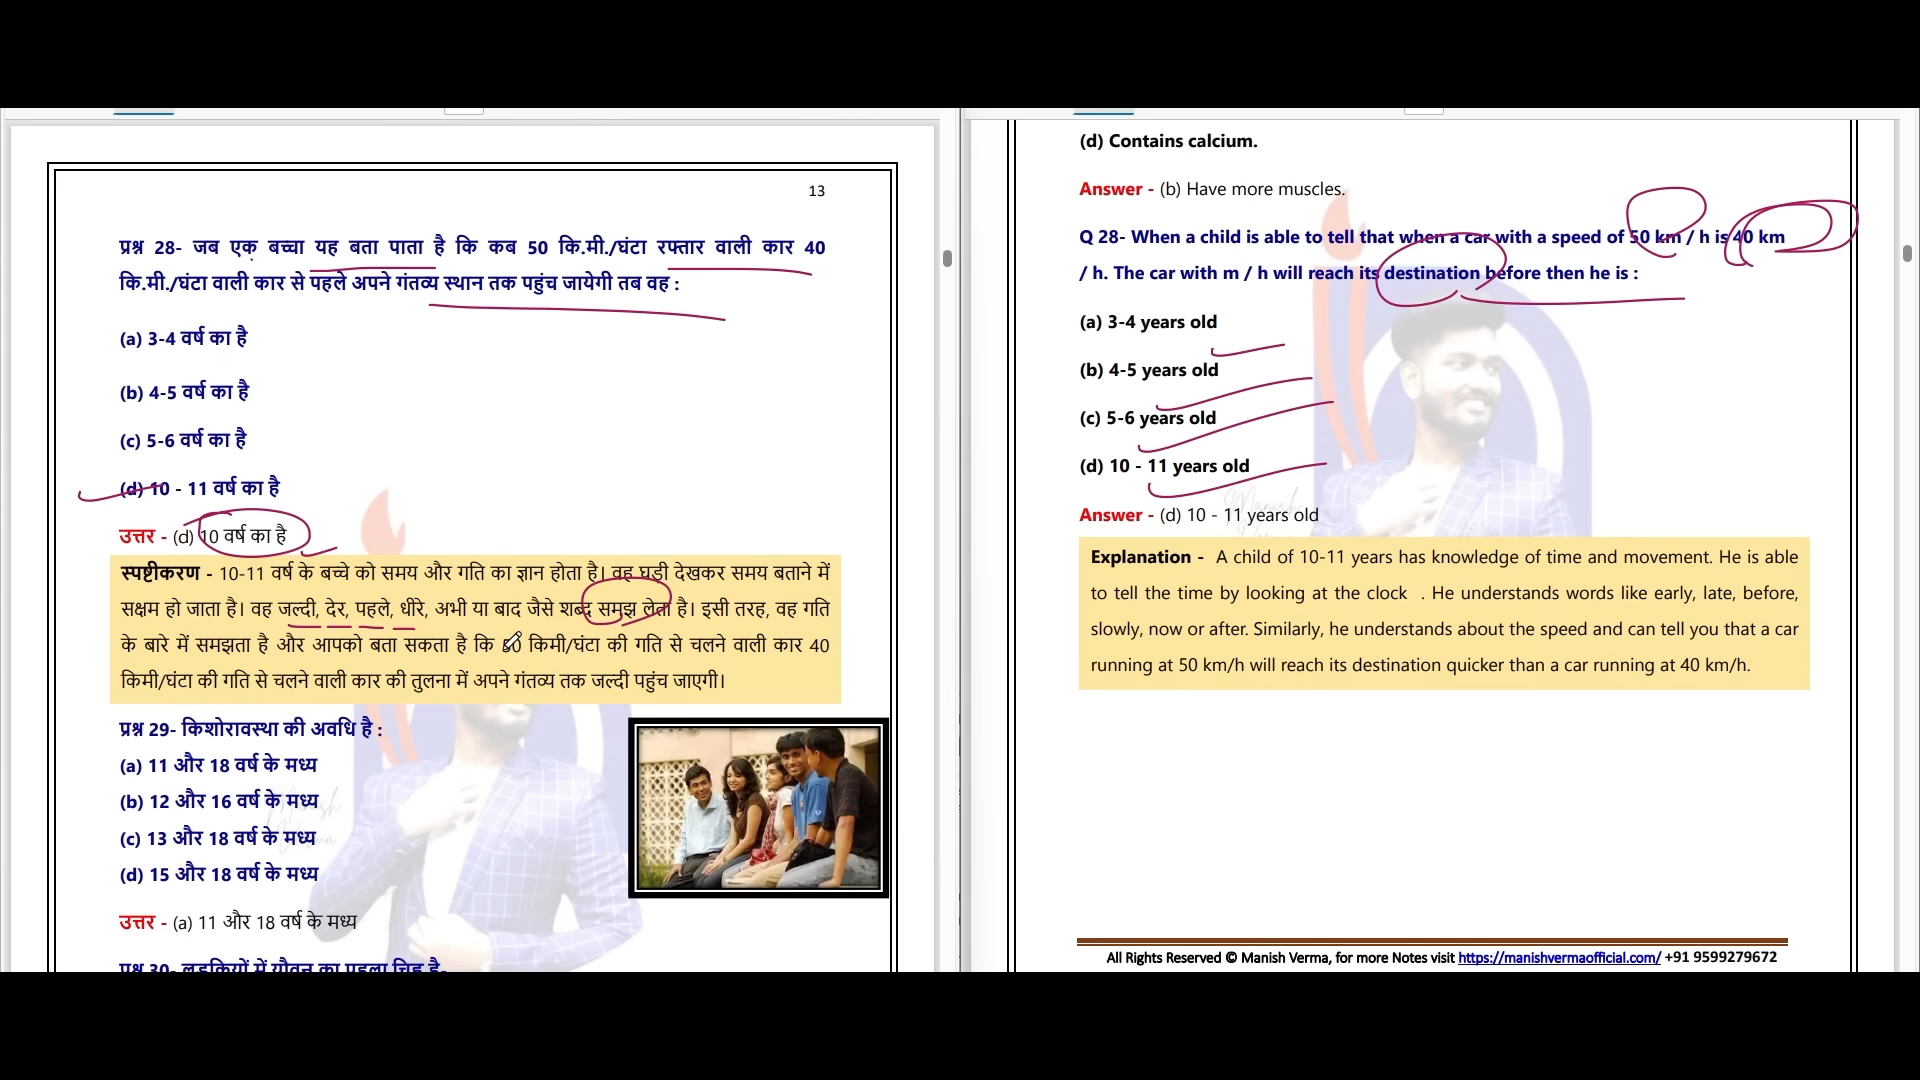 13
प्रश्न 28- जब एक बच्चा यह बता पाता है कि कब 50 कि.मी./घंटा रफ्तार वाली कार 40
कि.मी./घंटा वाली कार से पहले अपने गंतव्य स्थान तक पहुंच जायेगी तब वह :
(a) 3-4 वर्ष का है
(b) 4-5 वर्ष का है
(c) 5-6 वर्ष का है
(d) 10 - 11 वर्ष का है
उत्तर - (d) 10 वर्ष का है
स्पष्टीकरण - 10-11 वर्ष के बच्चे को समय और गति का ज्ञान होता है। वह घड़ी देखकर समय बताने में
सक्षम हो जाता है। वह जल्दी, देर, पहले, धीरे, अभी या बाद जैसे शब्द समझ लेता है। इसी तरह, वह गति
के बारे में समझता है और आपको बता सकता है कि 50 किमी/घंटा की गति से चलने वाली कार 40
किमी/घंटा की गति से चलने वाली कार की तुलना में अपने गंतव्य तक जल्दी पहुंच जाएगी।
प्रश्न 29- किशोरावस्था की अवधि है :
(a) 11 और 18 वर्ष के मध्य
(b) 12 और 16 वर्ष के मध्य
(c) 13 और 18 वर्ष के मध्य
(d) 15 और 18 वर्ष के मध्य
उत्तर - (a) 11 और 18 वर्ष के मध्य
प्रश्न 30- लड़कियों में यौवन का पहला चिह्न है-
(d) Contains calcium.
Answer - (b) Have more muscles.
Q 28- When a child is able to tell that when a car with a speed of 50 km / h is 40 km
/ h. The car with m / h will reach its destination before then he is :
(a) 3-4 years old
(b) 4-5 years old
(c) 5-6 years old
(d) 10 - 11 years old
Answer - (d) 10 - 11 years old
Explanation - A child of 10-11 years has knowledge of time and movement. He is able
to tell the time by looking at the clock . He understands words like early, late, before,
slowly, now or after. Similarly, he understands about the speed and can tell you that a car
running at 50 km/h will reach its destination quicker than a car running at 40 km/h.
All Rights Reserved © Manish Verma, for more Notes visit https://manishvermaofficial.com/ +91 9599279672